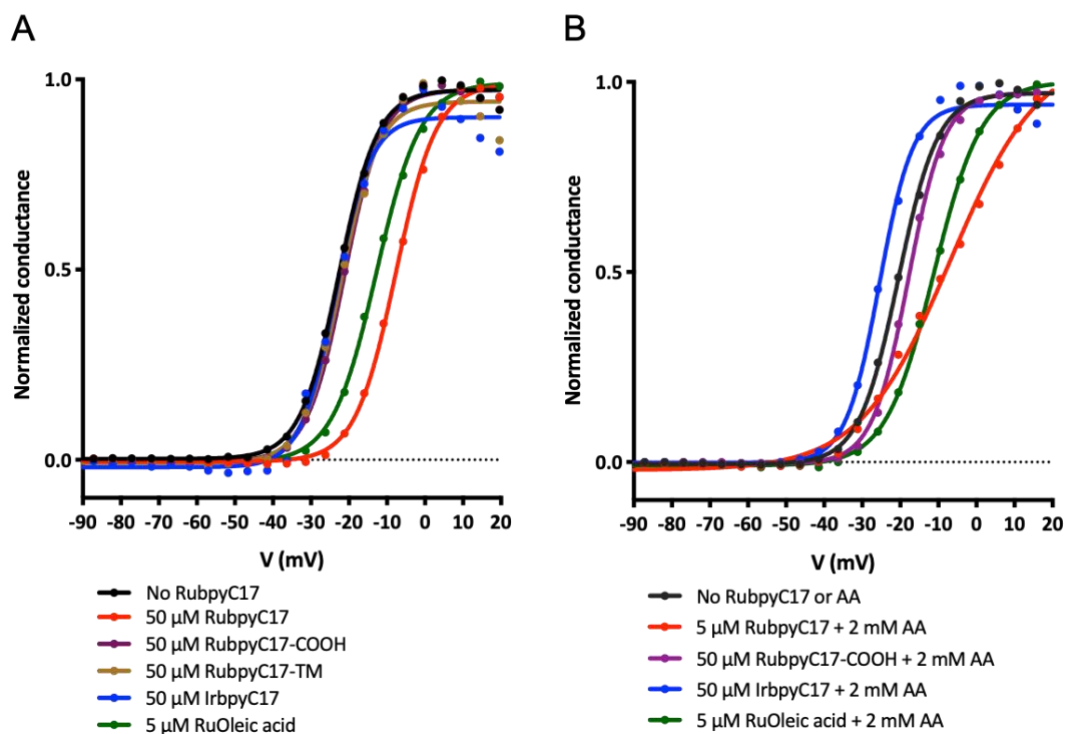 A
B
Normalized conductance
1.0
0.5
0.0
-90 -80 -70 -60 -50 -40 -30 -20 -10 0 10 20
V (mV)
No RubpyC17
50 µM RubpyC17
50 µM RubpyC17-COOH
50 µM RubpyC17-TM
50 µM IrbpyC17
5 µM RuOleic acid
Normalized conductance
1.0
0.5
0.0
-90 -80 -70 -60 -50 -40 -30 -20 -10 0 10 20
V (mV)
No RubpyC17 or AA
5 µM RubpyC17 + 2 mM AA
50 µM RubpyC17-COOH + 2 mM AA
50 µM IrbpyC17 + 2 mM AA
5 µM RuOleic acid + 2 mM AA